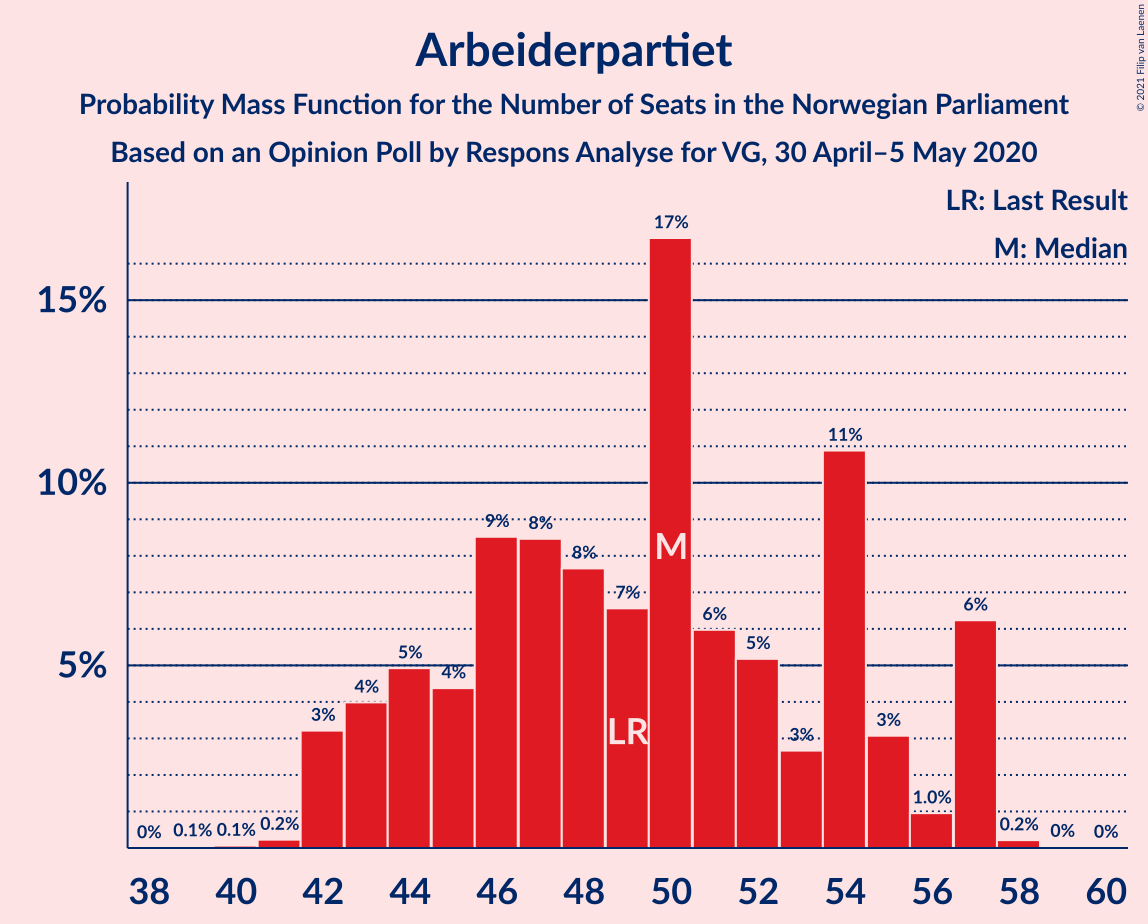 Arbeiderpartiet
Probability Mass Function for the Number of Seats in the Norwegian Parliament
Based on an Opinion Poll by Respons Analyse for VG, 30 April–5 May 2020
© 2021 Filip van Laenen
LR: Last Result
M: Median
15%
10%
5%
0%
0.1%
0.1%
0.2%
3%
4%
5%
4%
9%
8%
8%
7%
17%
6%
5%
3%
11%
3%
1.0%
6%
0.2%
0%
0%
M
LR
38 40 42 44 46 48 50 52 54 56 58 60